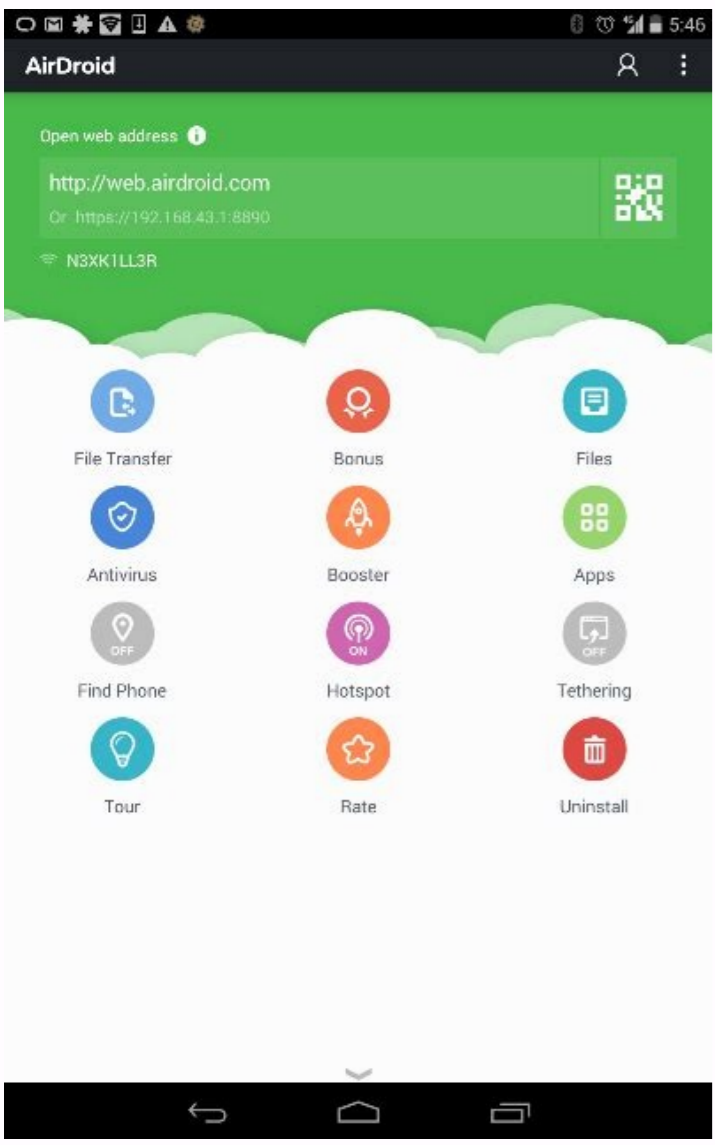 5:46
AirDroid
Open web address
http://web.airdroid.com
Or https://192.168.43.1:8890
N3XK1LL3R
File Transfer
Bonus
Files
Antivirus
Booster
Apps
OFF
ON
OFF
Find Phone
Hotspot
Tethering
Tour
Rate
Uninstall